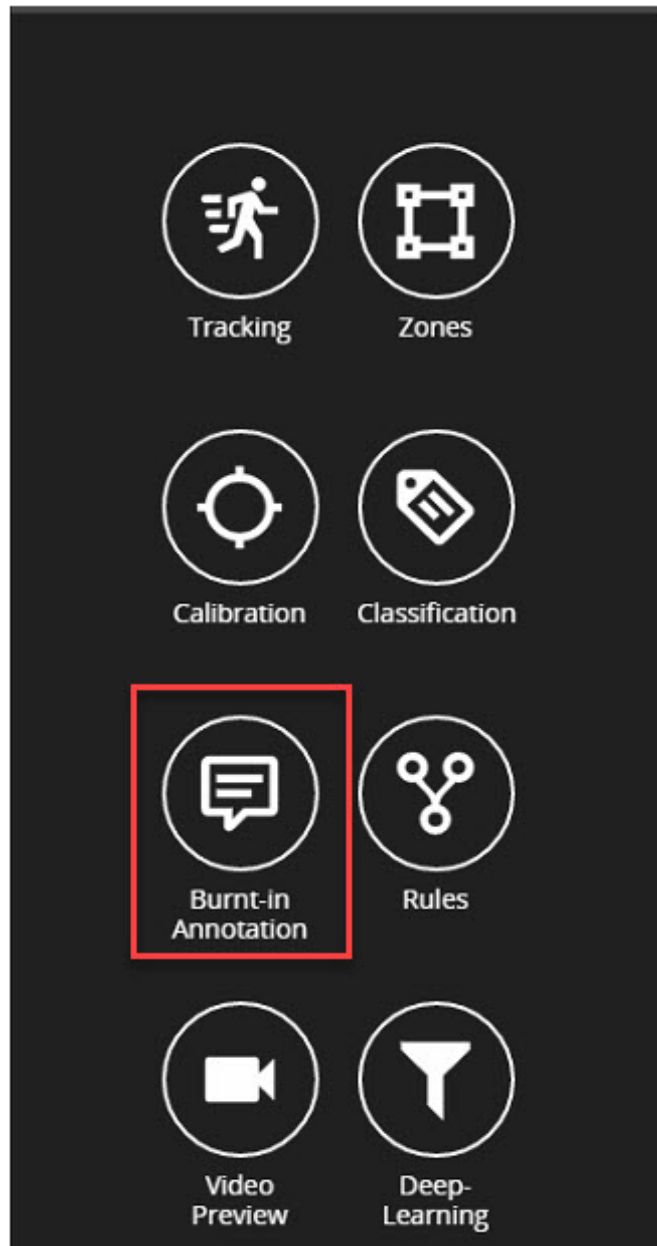 Tracking
Zones
Calibration
Classification
Burnt-in
Annotation
Rules
Video
Preview
Deep-
Learning